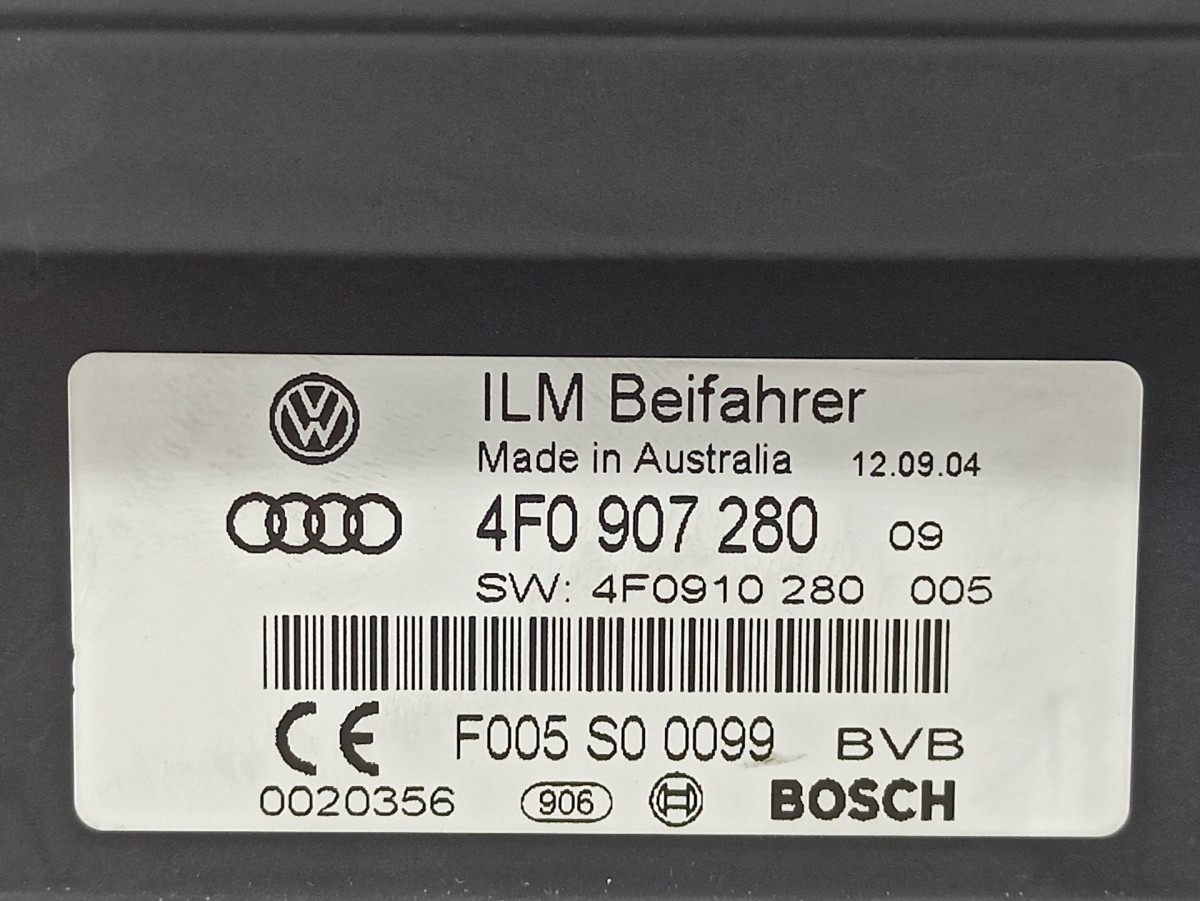 ILM Beifahrer
Made in Australia 12.09.04
4F0 907 280 09
SW: 4F0910 280 005
CE F005 S0 0099 BVB
0020356 906 BOSCH